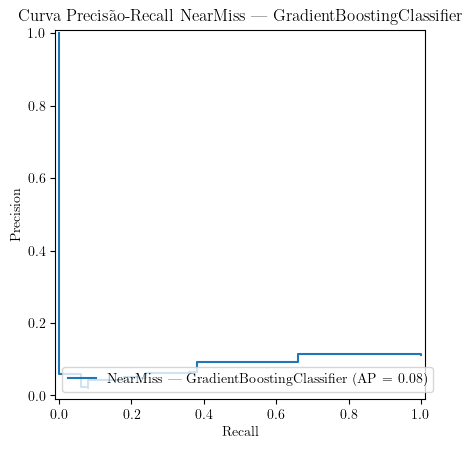 Curva Precisão-Recall NearMiss — GradientBoostingClassifier
1.0
0.8
0.6
0.4
0.2
0.0
Precision
NearMiss — GradientBoostingClassifier (AP = 0.08)
0.0 0.2 0.4 0.6 0.8 1.0
Recall